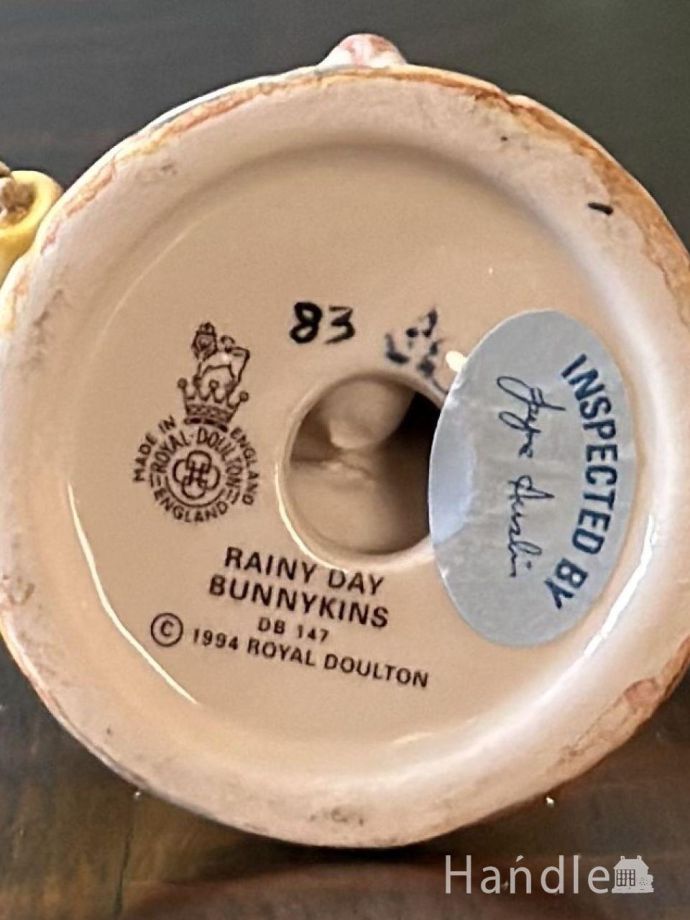 83
MADE IN ENGLAND
ROYAL·DOULTON
ENGLAND
RAINY DAY
BUNNYKINS
DB 147
© 1994 ROYAL DOULTON
INSPECTED BY
Handle